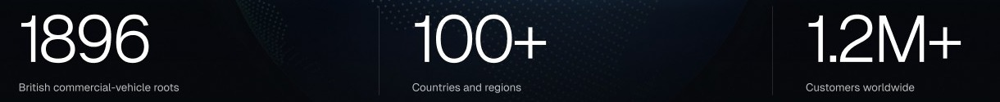 1896
British commercial-vehicle roots
100+
Countries and regions
1.2M+
Customers worldwide